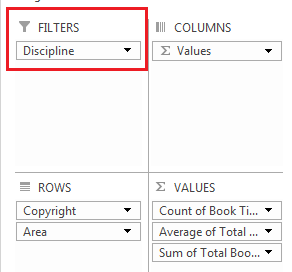 FILTERS
Discipline
COLUMNS
Σ Values
ROWS
Copyright
Area
Σ VALUES
Count of Book Ti...
Average of Total ...
Sum of Total Boo...